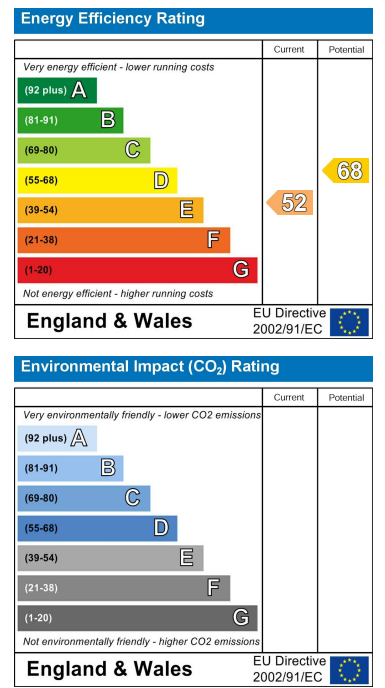 Energy Efficiency Rating
Current Potential
Very energy efficient - lower running costs
(92 plus) A
(81-91) B
(69-80) C
(55-68) D
(39-54) E
(21-38) F
(1-20) G
52
68
Not energy efficient - higher running costs
England & Wales
EU Directive
2002/91/EC
Environmental Impact (CO₂) Rating
Current Potential
Very environmentally friendly - lower CO2 emissions
(92 plus) A
(81-91) B
(69-80) C
(55-68) D
(39-54) E
(21-38) F
(1-20) G
Not environmentally friendly - higher CO2 emissions
England & Wales
EU Directive
2002/91/EC